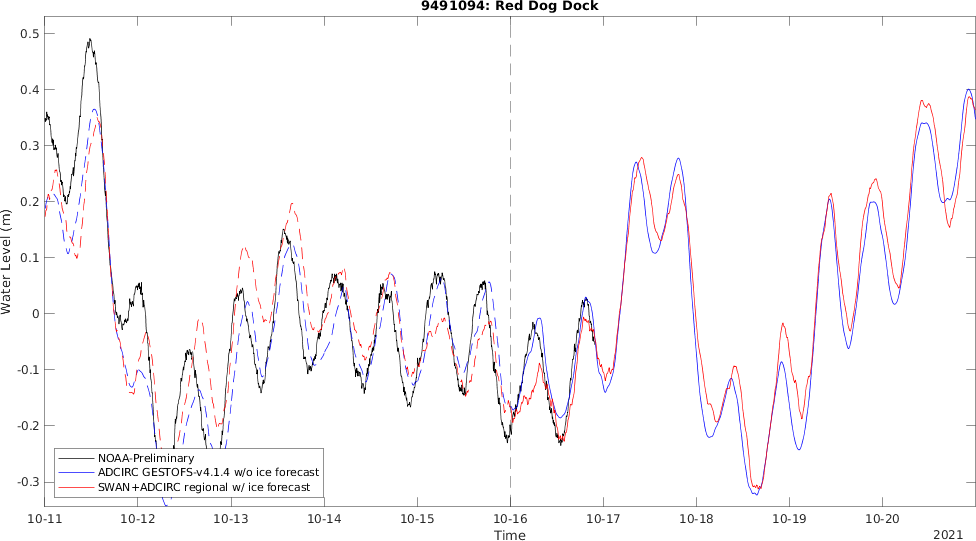 9491094: Red Dog Dock
Water Level (m)
0.5
0.4
0.3
0.2
0.1
0
-0.1
-0.2
-0.3
NOAA-Preliminary
ADCIRC GESTOFS-v4.1.4 w/o ice forecast
SWAN+ADCIRC regional w/ ice forecast
10-11 10-12 10-13 10-14 10-15 10-16 10-17 10-18 10-19 10-20
Time
2021